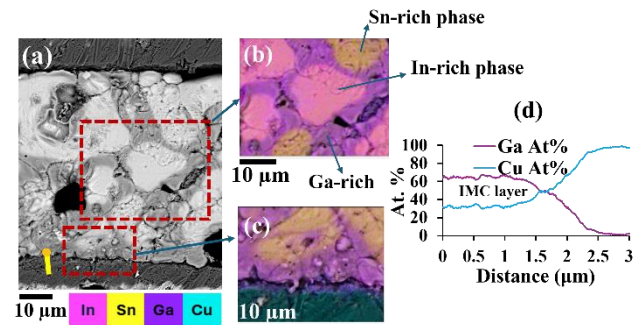 (a)
10 μm
In Sn Ga Cu
(b)
Sn-rich phase
In-rich phase
Ga-rich
10 μm
(c)
10 μm
(d)
Ga At%
Cu At%
IMC layer
At. %
100
80
60
40
20
0
0 0.5 1 1.5 2 2.5 3
Distance (μm)